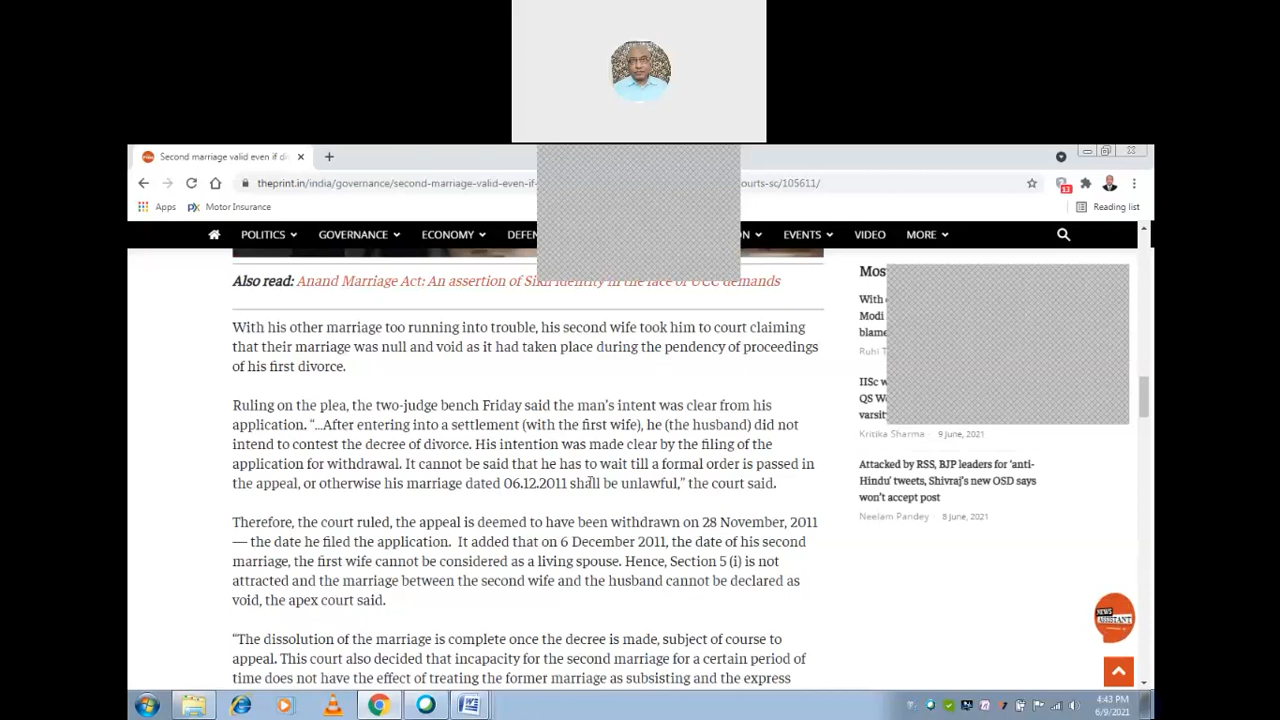 Second marriage valid even if di
theprint.in/india/governance/second-marriage-valid-even-if- ourts-sc/105611/
13
Apps Motor Insurance Reading list
POLITICS GOVERNANCE ECONOMY DEFEN N EVENTS VIDEO MORE
Also read: Anand Marriage Act: An assertion of Sikh identity in the face of UCC demands
With his other marriage too running into trouble, his second wife took him to court claiming
that their marriage was null and void as it had taken place during the pendency of proceedings
of his first divorce.
Ruling on the plea, the two-judge bench Friday said the man’s intent was clear from his
application. “…After entering into a settlement (with the first wife), he (the husband) did not
intend to contest the decree of divorce. His intention was made clear by the filing of the
application for withdrawal. It cannot be said that he has to wait till a formal order is passed in
the appeal, or otherwise his marriage dated 06.12.2011 shall be unlawful,” the court said.
Therefore, the court ruled, the appeal is deemed to have been withdrawn on 28 November, 2011
— the date he filed the application. It added that on 6 December 2011, the date of his second
marriage, the first wife cannot be considered as a living spouse. Hence, Section 5 (i) is not
attracted and the marriage between the second wife and the husband cannot be declared as
void, the apex court said.
“The dissolution of the marriage is complete once the decree is made, subject of course to
appeal. This court also decided that incapacity for the second marriage for a certain period of
time does not have the effect of treating the former marriage as subsisting and the express
Mos
With
Modi
blame
Ruhi T
IISc w
QS W
varsit
Kritika Sharma - 9 June, 2021
Attacked by RSS, BJP leaders for ‘anti-
Hindu’ tweets, Shivraj’s new OSD says
won’t accept post
Neelam Pandey - 8 June, 2021
NEWS
ASSISTANT
4:43 PM
6/9/2021